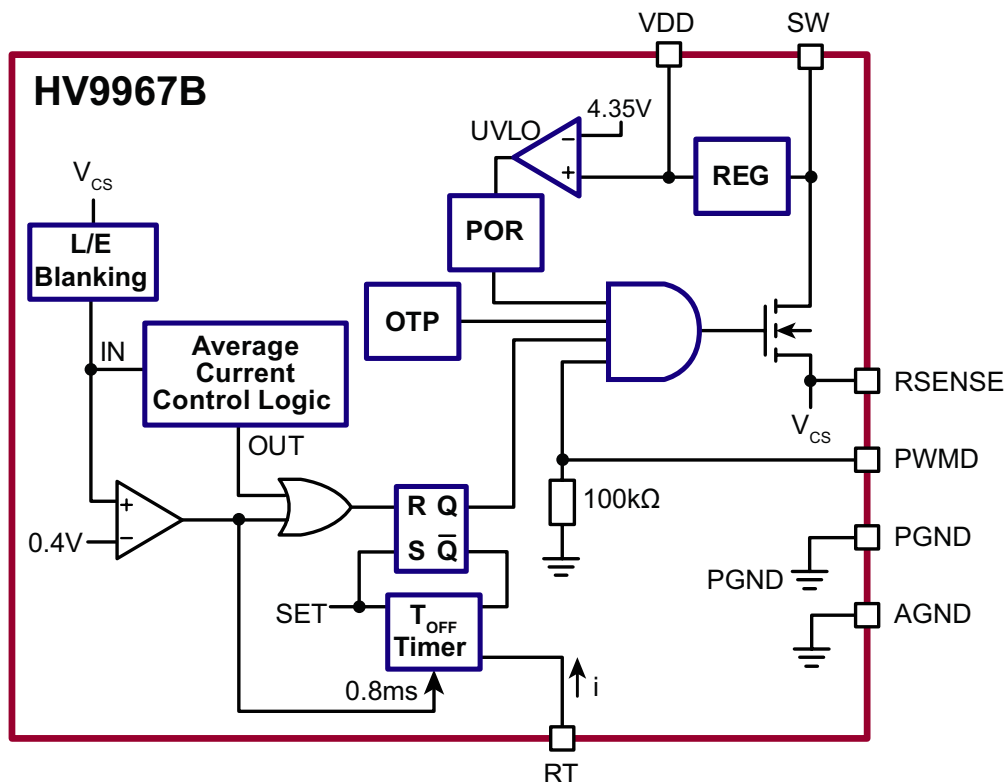 VDD
SW
HV9967B
4.35V
UVLO
−
+
REG
VCS
L/E
Blanking
POR
OTP
IN
Average
Current
Control Logic
OUT
RSENSE
VCS
PWMD
100kΩ
+
0.4V
−
R Q
S Q̅
PGND
PGND
SET
TOFF
Timer
AGND
0.8ms
i
RT